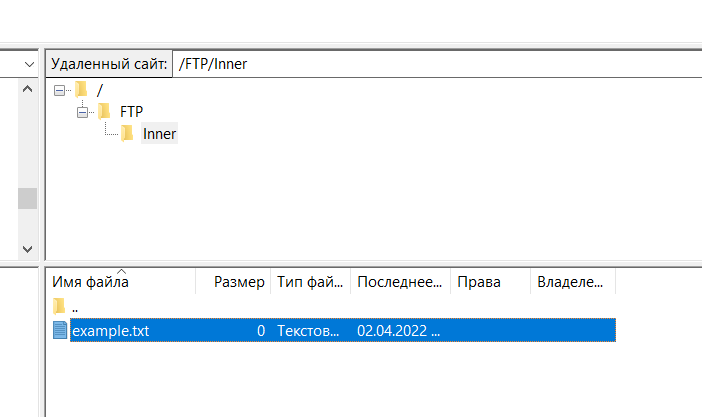 Удаленный сайт: /FTP/Inner
/
FTP
Inner
Имя файла Размер Тип фай... Последнее... Права Владеле...
..
example.txt 0 Текстов... 02.04.2022 ...